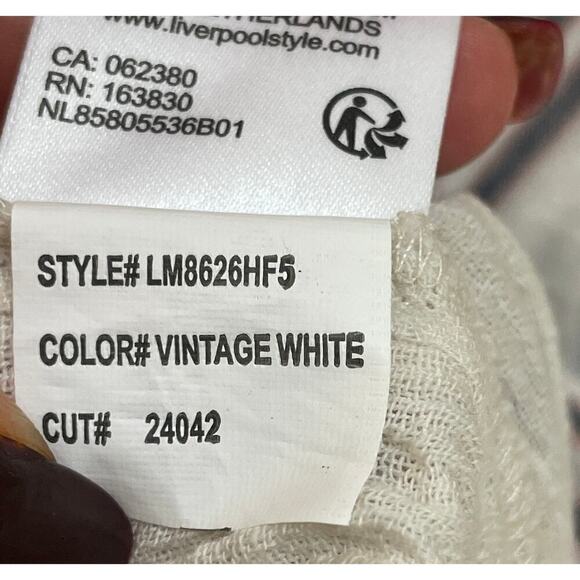 www.liverpoolstyle.com
CA: 062380
RN: 163830
NL85805536B01
STYLE# LM8626HF5
COLOR# VINTAGE WHITE
CUT# 24042